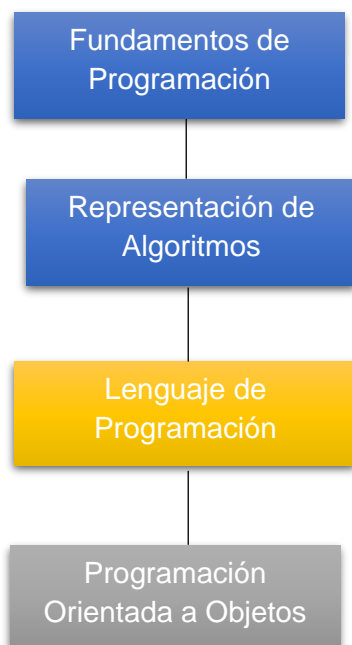 Fundamentos de
Programación
Representación de
Algoritmos
Lenguaje de
Programación
Programación
Orientada a Objetos